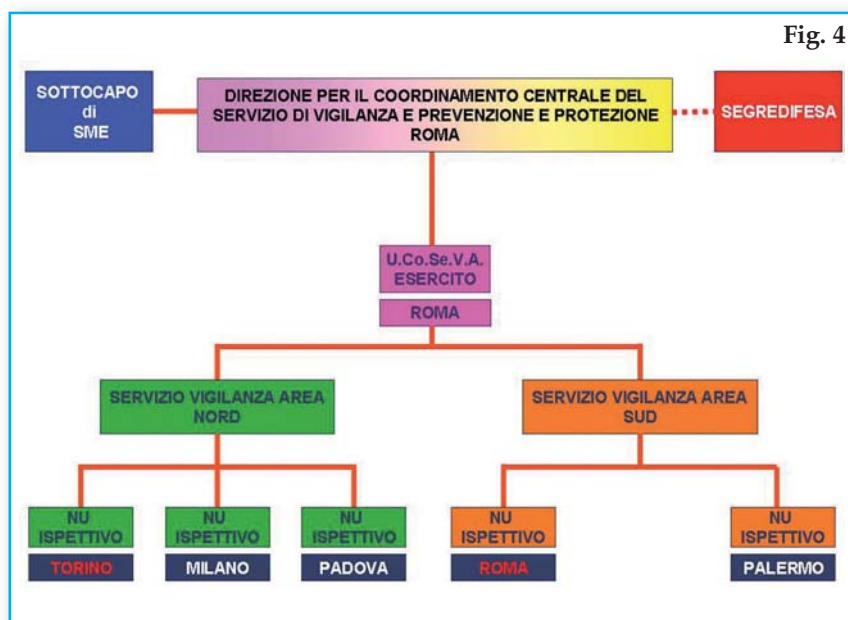 Fig. 4
SOTTOCAPO
di
SME
DIREZIONE PER IL COORDINAMENTO CENTRALE DEL
SERVIZIO DI VIGILANZA E PREVENZIONE E PROTEZIONE
ROMA
SEGREDIFESA
U.Co.Se.V.A.
ESERCITO
ROMA
SERVIZIO VIGILANZA AREA
NORD
SERVIZIO VIGILANZA AREA
SUD
NU
ISPETTIVO
TORINO
NU
ISPETTIVO
MILANO
NU
ISPETTIVO
PADOVA
NU
ISPETTIVO
ROMA
NU
ISPETTIVO
PALERMO